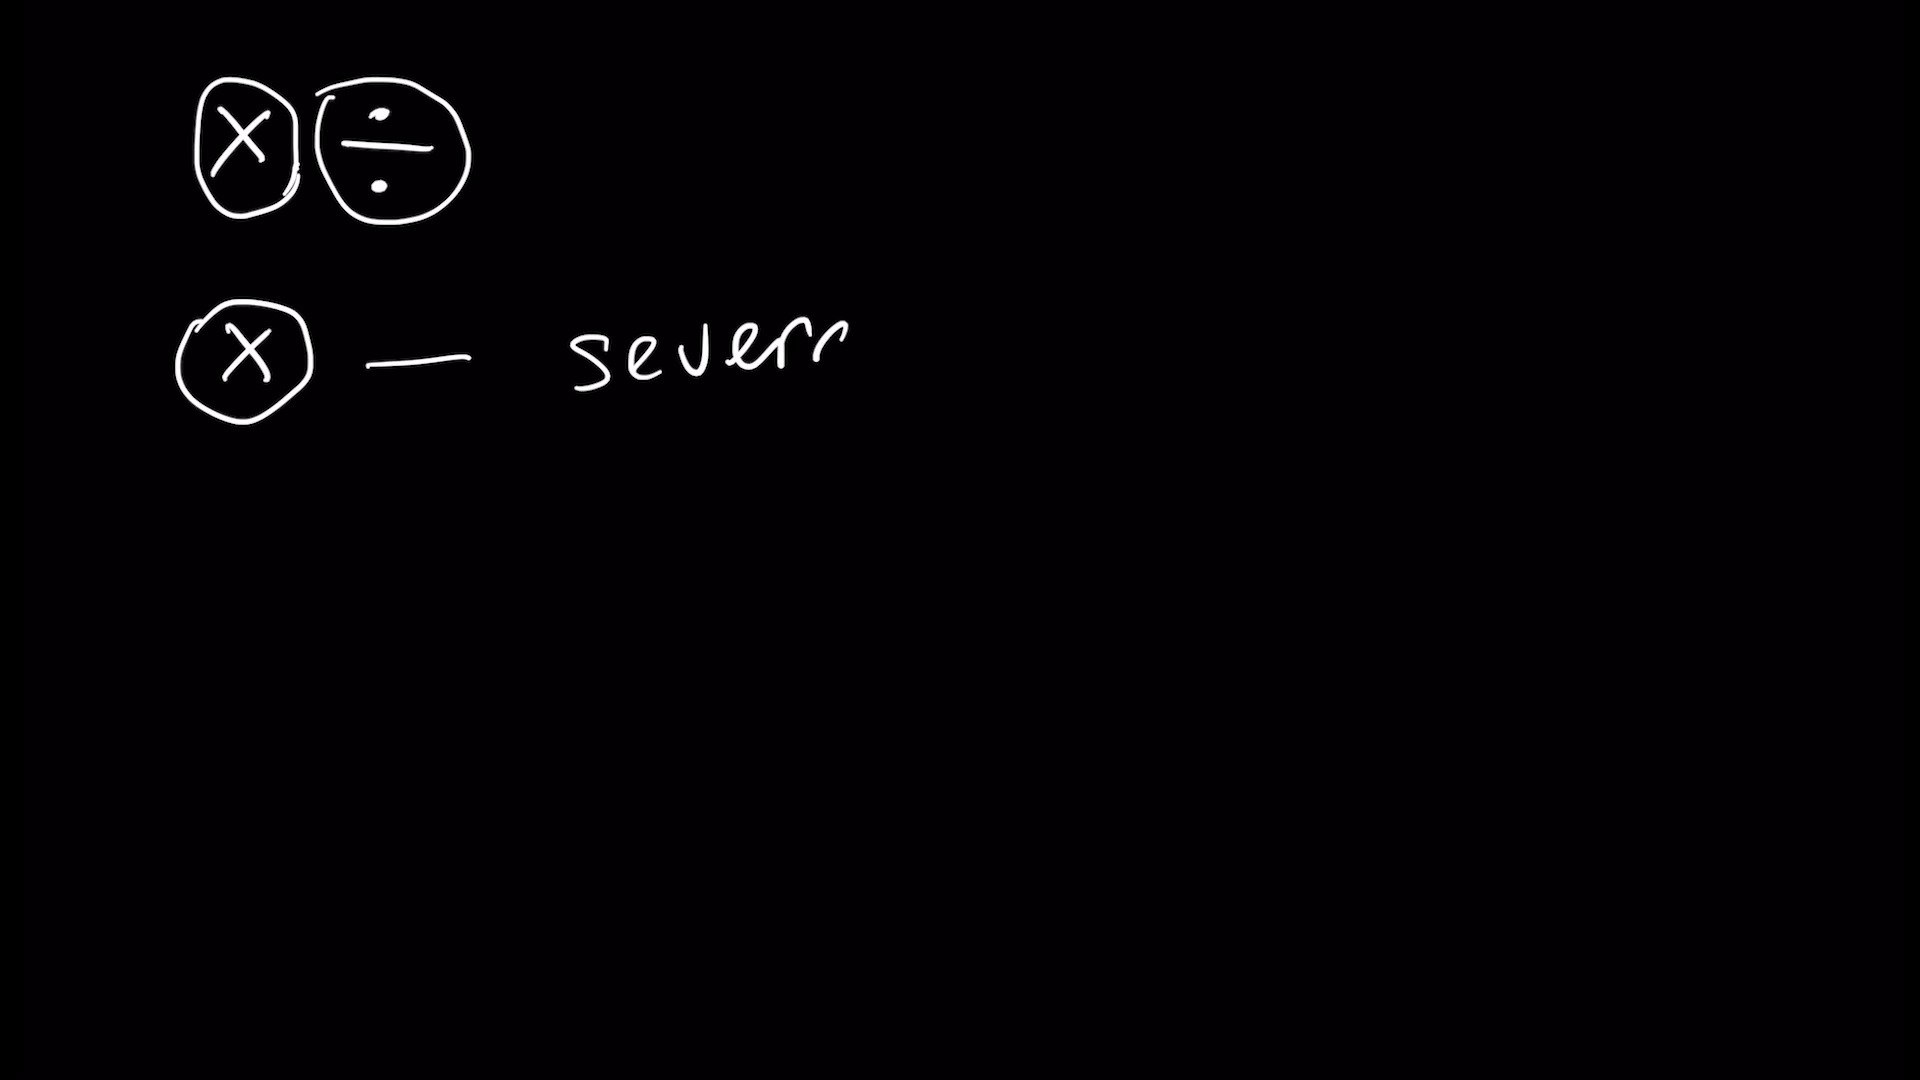 × ÷
× — severr